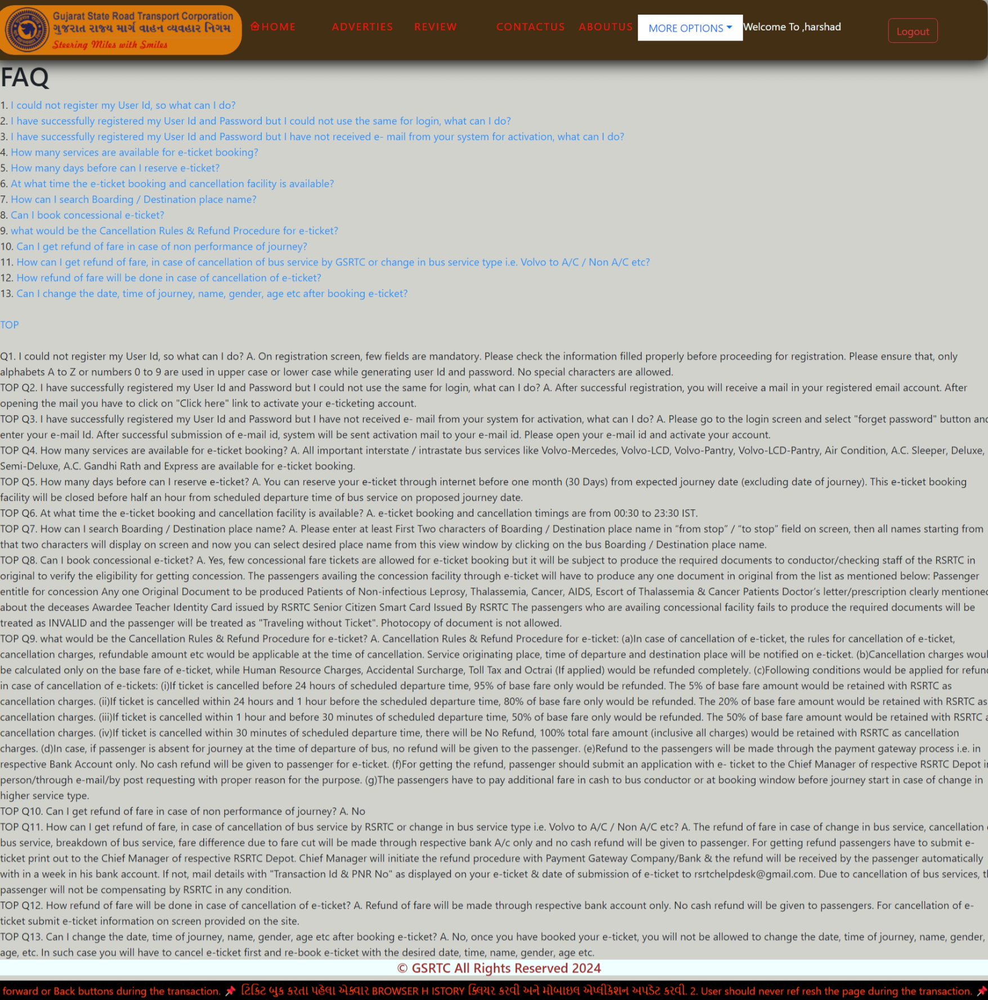 Gujarat State Road Transport Corporation
ગુજરાત રાજ્ય માર્ગ વાહન વ્યવહાર નિગમ
Steering Miles with Smiles
HOME ADVERTIES REVIEW CONTACTUS ABOUTUS MORE OPTIONS Welcome To ,harshad Logout
FAQ
1. I could not register my User Id, so what can I do?
2. I have successfully registered my User Id and Password but I could not use the same for login, what can I do?
3. I have successfully registered my User Id and Password but I have not received e- mail from your system for activation, what can I do?
4. How many services are available for e-ticket booking?
5. How many days before can I reserve e-ticket?
6. At what time the e-ticket booking and cancellation facility is available?
7. How can I search Boarding / Destination place name?
8. Can I book concessional e-ticket?
9. what would be the Cancellation Rules & Refund Procedure for e-ticket?
10. Can I get refund of fare in case of non performance of journey?
11. How can I get refund of fare, in case of cancellation of bus service by GSRTC or change in bus service type i.e. Volvo to A/C / Non A/C etc?
12. How refund of fare will be done in case of cancellation of e-ticket?
13. Can I change the date, time of journey, name, gender, age etc after booking e-ticket?
TOP
Q1. I could not register my User Id, so what can I do? A. On registration screen, few fields are mandatory. Please check the information filled properly before proceeding for registration. Please ensure that, only
alphabets A to Z or numbers 0 to 9 are used in upper case or lower case while generating user Id and password. No special characters are allowed.
TOP Q2. I have successfully registered my User Id and Password but I could not use the same for login, what can I do? A. After successful registration, you will receive a mail in your registered email account. After
opening the mail you have to click on "Click here" link to activate your e-ticketing account.
TOP Q3. I have successfully registered my User Id and Password but I have not received e- mail from your system for activation, what can I do? A. Please go to the login screen and select "forget password" button and
enter your e-mail Id. After successful submission of e-mail id, system will be sent activation mail to your e-mail id. Please open your e-mail id and activate your account.
TOP Q4. How many services are available for e-ticket booking? A. All important interstate / intrastate bus services like Volvo-Mercedes, Volvo-LCD, Volvo-Pantry, Volvo-LCD-Pantry, Air Condition, A.C. Sleeper, Deluxe,
Semi-Deluxe, A.C. Gandhi Rath and Express are available for e-ticket booking.
TOP Q5. How many days before can I reserve e-ticket? A. You can reserve your e-ticket through internet before one month (30 Days) from expected journey date (excluding date of journey). This e-ticket booking
facility will be closed before half an hour from scheduled departure time of bus service on proposed journey date.
TOP Q6. At what time the e-ticket booking and cancellation facility is available? A. e-ticket booking and cancellation timings are from 00:30 to 23:30 IST.
TOP Q7. How can I search Boarding / Destination place name? A. Please enter at least First Two characters of Boarding / Destination place name in “from stop” / “to stop” field on screen, then all names starting from
that two characters will display on screen and now you can select desired place name from this view window by clicking on the bus Boarding / Destination place name.
TOP Q8. Can I book concessional e-ticket? A. Yes, few concessional fare tickets are allowed for e-ticket booking but it will be subject to produce the required documents to conductor/checking staff of the RSRTC in
original to verify the eligibility for getting concession. The passengers availing the concession facility through e-ticket will have to produce any one document in original from the list as mentioned below: Passenger
entitle for concession Any one Original Document to be produced Patients of Non-infectious Leprosy, Thalassemia, Cancer, AIDS, Escort of Thalassemia & Cancer Patients Doctor’s letter/prescription clearly mentioned
about the deceases Awardee Teacher Identity Card issued by RSRTC Senior Citizen Smart Card Issued By RSRTC The passengers who are availing concessional facility fails to produce the required documents will be
treated as INVALID and the passenger will be treated as "Traveling without Ticket". Photocopy of document is not allowed.
TOP Q9. what would be the Cancellation Rules & Refund Procedure for e-ticket? A. Cancellation Rules & Refund Procedure for e-ticket: (a)In case of cancellation of e-ticket, the rules for cancellation of e-ticket,
cancellation charges, refundable amount etc would be applicable at the time of cancellation. Service originating place, time of departure and destination place will be notified on e-ticket. (b)Cancellation charges would
be calculated only on the base fare of e-ticket, while Human Resource Charges, Accidental Surcharge, Toll Tax and Octrai (If applied) would be refunded completely. (c)Following conditions would be applied for refund
in case of cancellation of e-tickets: (i)If ticket is cancelled before 24 hours of scheduled departure time, 95% of base fare only would be refunded. The 5% of base fare amount would be retained with RSRTC as
cancellation charges. (ii)If ticket is cancelled within 24 hours and 1 hour before the scheduled departure time, 80% of base fare only would be refunded. The 20% of base fare amount would be retained with RSRTC as
cancellation charges. (iii)If ticket is cancelled within 1 hour and before 30 minutes of scheduled departure time, 50% of base fare only would be refunded. The 50% of base fare amount would be retained with RSRTC
cancellation charges. (iv)If ticket is cancelled within 30 minutes of scheduled departure time, there will be No Refund, 100% total fare amount (inclusive all charges) would be retained with RSRTC as cancellation
charges. (d)In case, if passenger is absent for journey at the time of departure of bus, no refund will be given to the passenger. (e)Refund to the passengers will be made through the payment gateway process i.e. in
respective Bank Account only. No cash refund will be given to passenger for e-ticket. (f)For getting the refund, passenger should submit an application with e- ticket to the Chief Manager of respective RSRTC Depot in
person/through e-mail/by post requesting with proper reason for the purpose. (g)The passengers have to pay additional fare in cash to bus conductor or at booking window before journey start in case of change in
higher service type.
TOP Q10. Can I get refund of fare in case of non performance of journey? A. No
TOP Q11. How can I get refund of fare, in case of cancellation of bus service by RSRTC or change in bus service type i.e. Volvo to A/C / Non A/C etc? A. The refund of fare in case of change in bus service, cancellation
bus service, breakdown of bus service, fare difference due to fare cut will be made through respective bank A/c only and no cash refund will be given to passenger. For getting refund passengers have to submit e-
ticket print out to the Chief Manager of respective RSRTC Depot. Chief Manager will initiate the refund procedure with Payment Gateway Company/Bank & the refund will be received by the passenger automatically
with in a week in his bank account. If not, mail details with "Transaction Id & PNR No" as displayed on your e-ticket & date of submission of e-ticket to rsrtchelpdesk@gmail.com. Due to cancellation of bus services,
passenger will not be compensating by RSRTC in any condition.
TOP Q12. How refund of fare will be done in case of cancellation of e-ticket? A. Refund of fare will be made through respective bank account only. No cash refund will be given to passengers. For cancellation of e-
ticket submit e-ticket information on screen provided on the site.
TOP Q13. Can I change the date, time of journey, name, gender, age etc after booking e-ticket? A. No, once you have booked your e-ticket, you will not be allowed to change the date, time of journey, name, gender,
age, etc. In such case you will have to cancel e-ticket first and re-book e-ticket with the desired date, time, name, gender, age etc.
© GSRTC All Rights Reserved 2024
forward or Back buttons during the transaction. 📌 ટિકિટ બુક કરતા પહેલા એકવાર BROWSER H ISTORY ક્લિયર કરવી અને મોબાઇલ એપ્લીકેશન અપડેટ કરવી. 2. User should never ref resh the page during the transaction. 📌